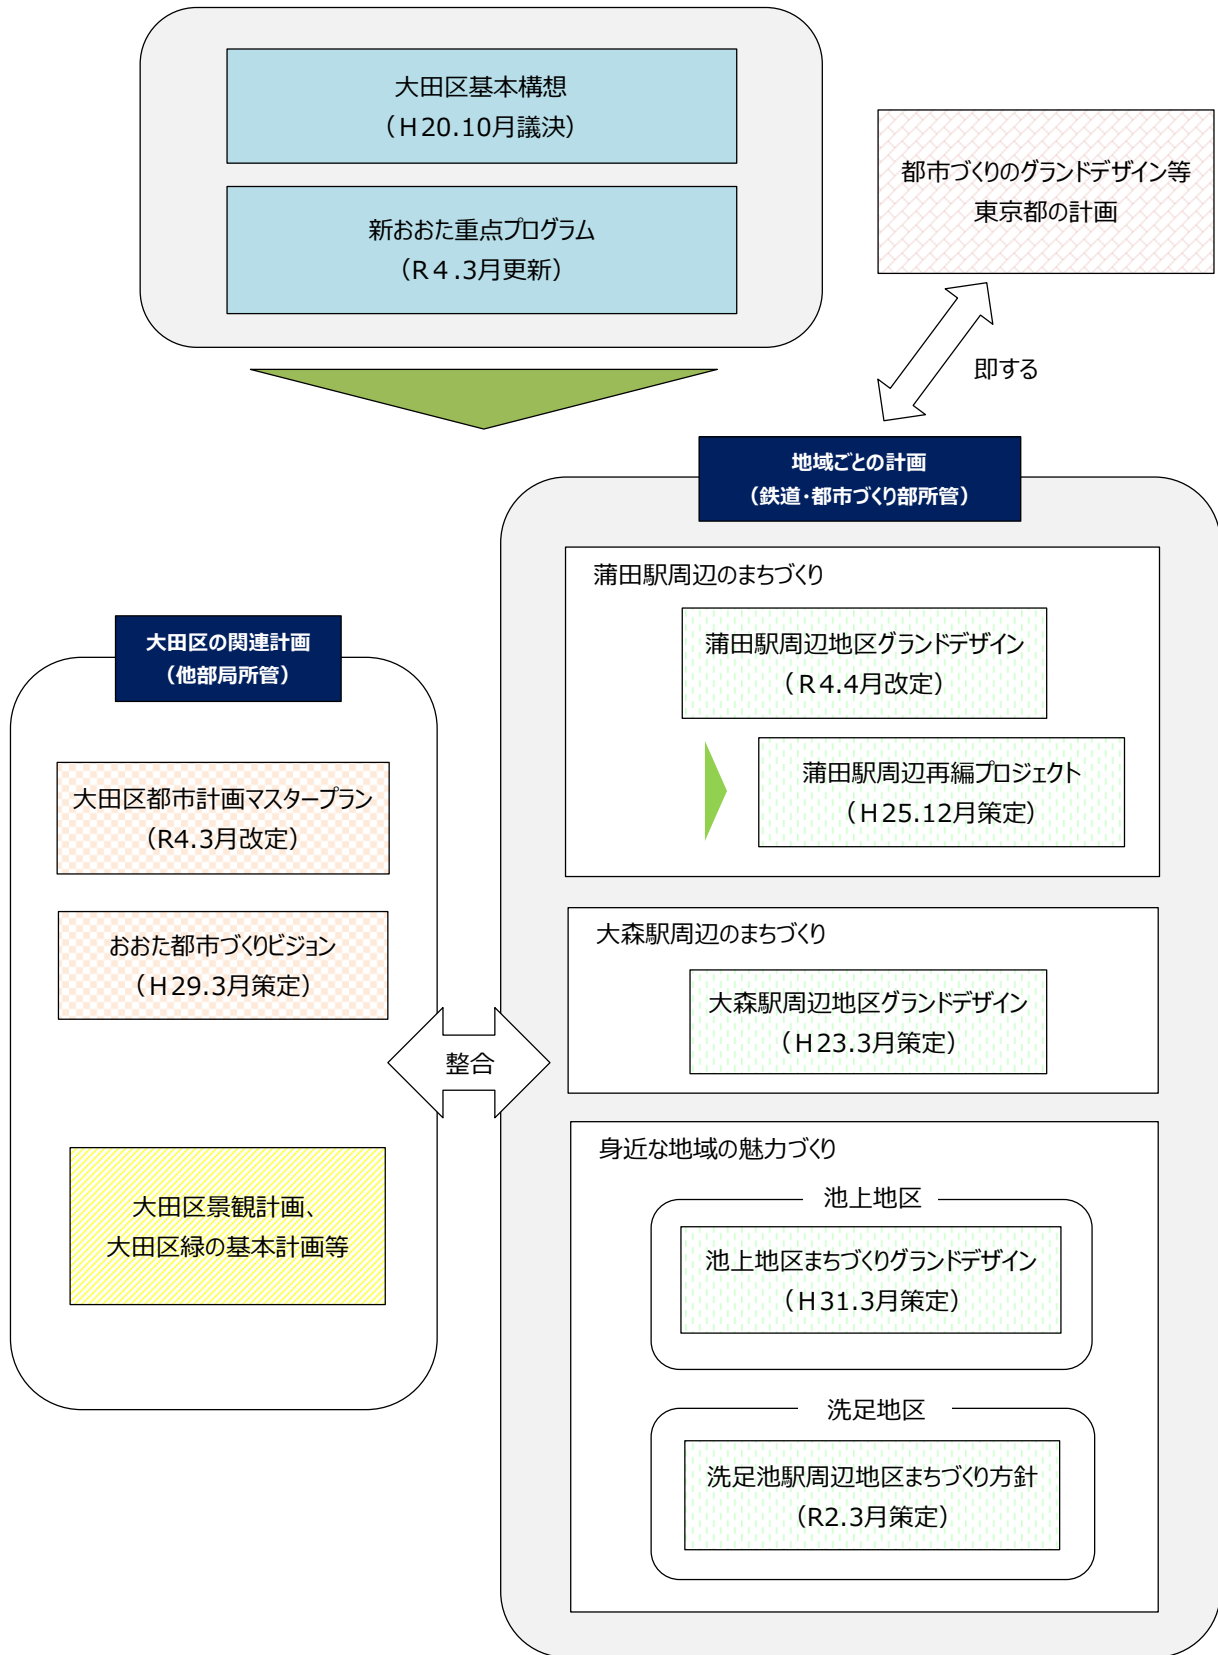 大田区基本構想
（H20.10月議決）
新おおた重点プログラム
（R４.3月更新）
都市づくりのグランドデザイン等
東京都の計画
即する
地域ごとの計画
（鉄道・都市づくり部所管）
蒲田駅周辺のまちづくり
蒲田駅周辺地区グランドデザイン
（R4.4月改定）
蒲田駅周辺再編プロジェクト
（H25.12月策定）
大田区の関連計画
（他部局所管）
大田区都市計画マスタープラン
（R4.3月改定）
おおた都市づくりビジョン
（H29.3月策定）
大田区景観計画、
大田区緑の基本計画等
整合
大森駅周辺のまちづくり
大森駅周辺地区グランドデザイン
（H23.3月策定）
身近な地域の魅力づくり
池上地区
池上地区まちづくりグランドデザイン
（H31.3月策定）
洗足地区
洗足池駅周辺地区まちづくり方針
（R2.3月策定）